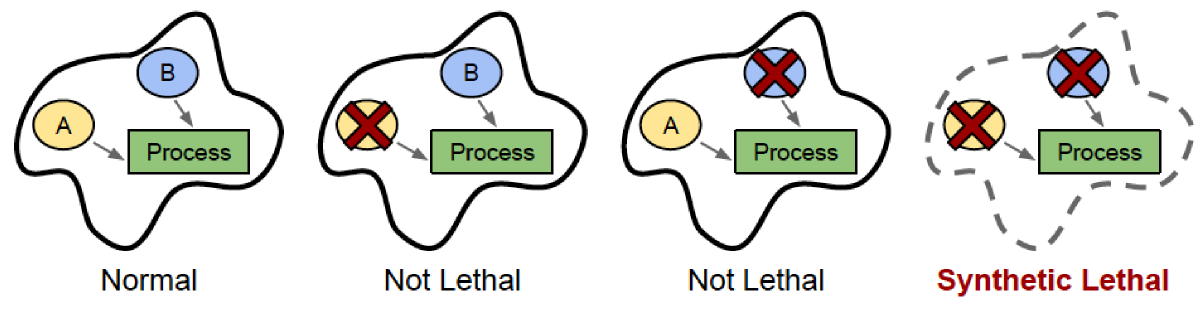 B
A
Process
Normal
B
Process
Not Lethal
A
Process
Not Lethal
Process
Synthetic Lethal